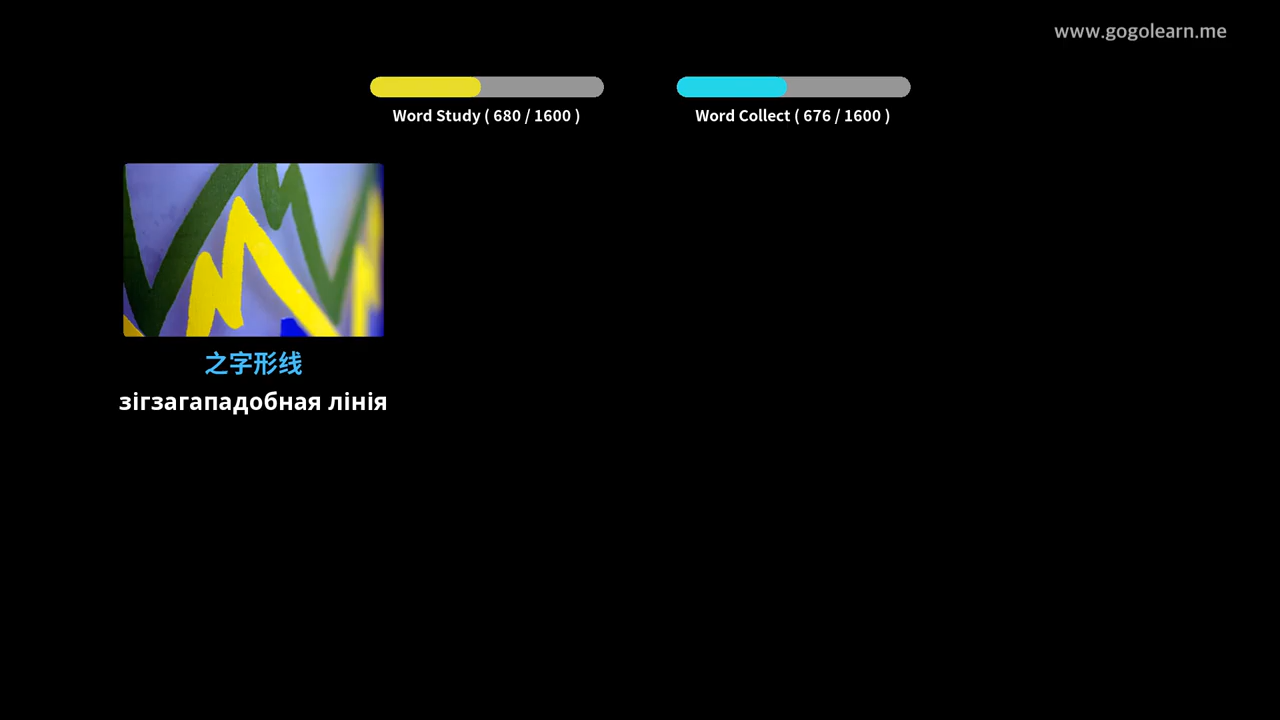 www.gogolearn.me
Word Study ( 680 / 1600 )
Word Collect ( 676 / 1600 )
之字形线
зігзагападобная лінія